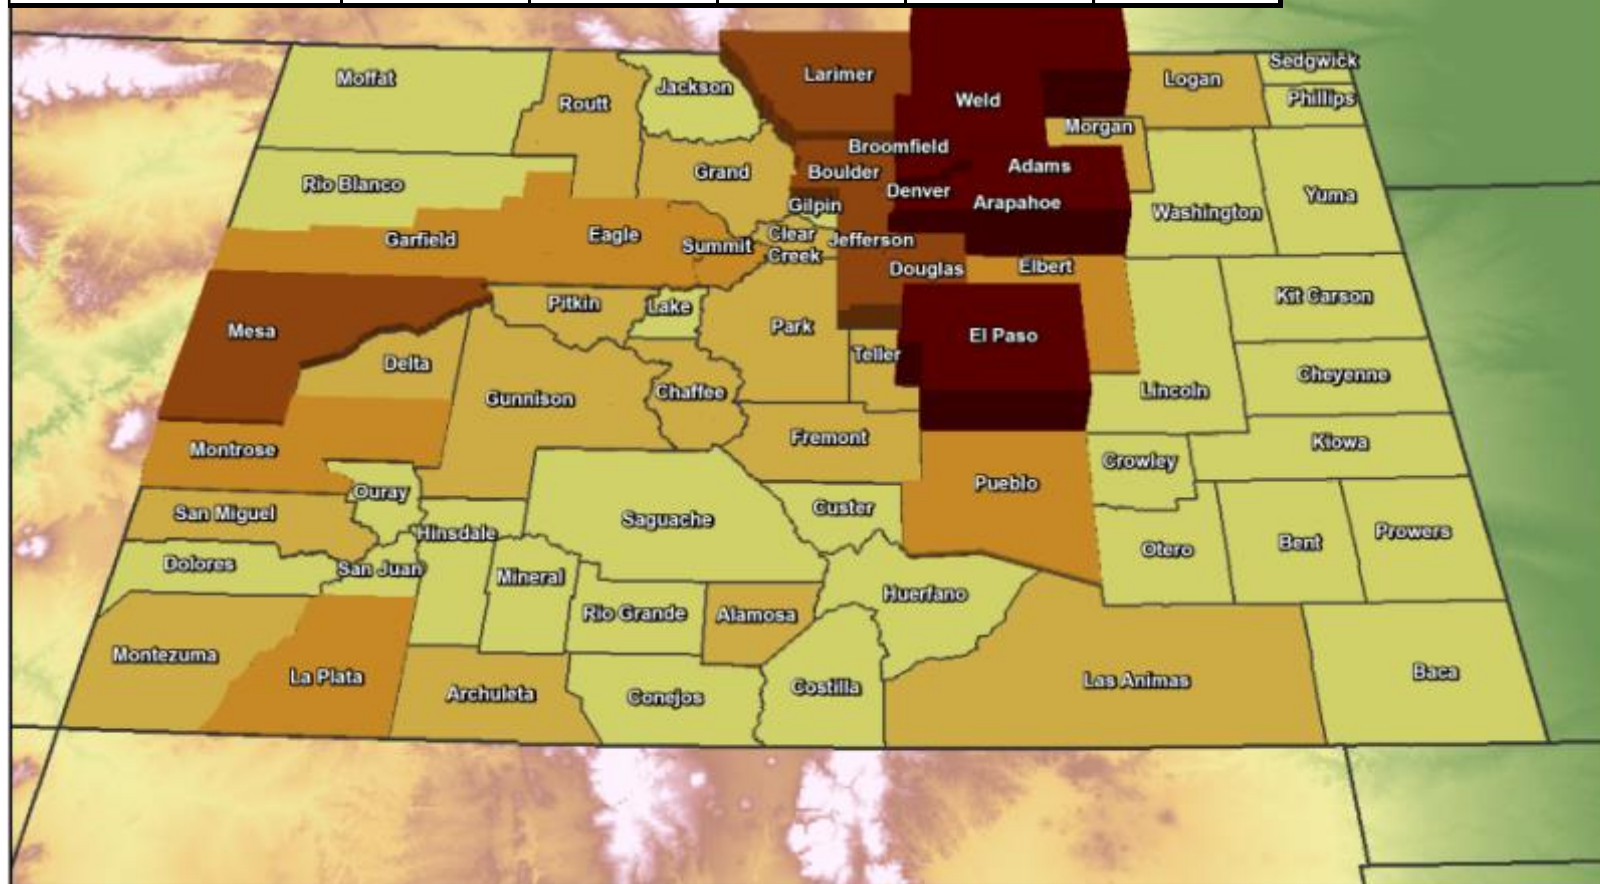 Sedgwick
Moffat
Larimer
Logan
Jackson
Routt
Weld
Phillips
Morgan
Broomfield
Adams
Grand
Boulder
Rio Blanco
Denver
Yuma
Gilpin
Arapahoe
Washington
Clear
Creek
Eagle
Garfield
Summit
Jefferson
Douglas
Elbert
Kit Carson
Pitkin
Lake
Mesa
Park
El Paso
Teller
Delta
Cheyenne
Gunnison
Chaffee
Lincoln
Fremont
Kiowa
Montrose
Crowley
Pueblo
Ouray
San Miguel
Custer
Saguache
Hinsdale
Prowers
Bent
Otero
Dolores
San Juan
Mineral
Huerfano
Rio Grande
Alamosa
Montezuma
La Plata
Archuleta
Conejos
Costilla
Las Animas
Baca